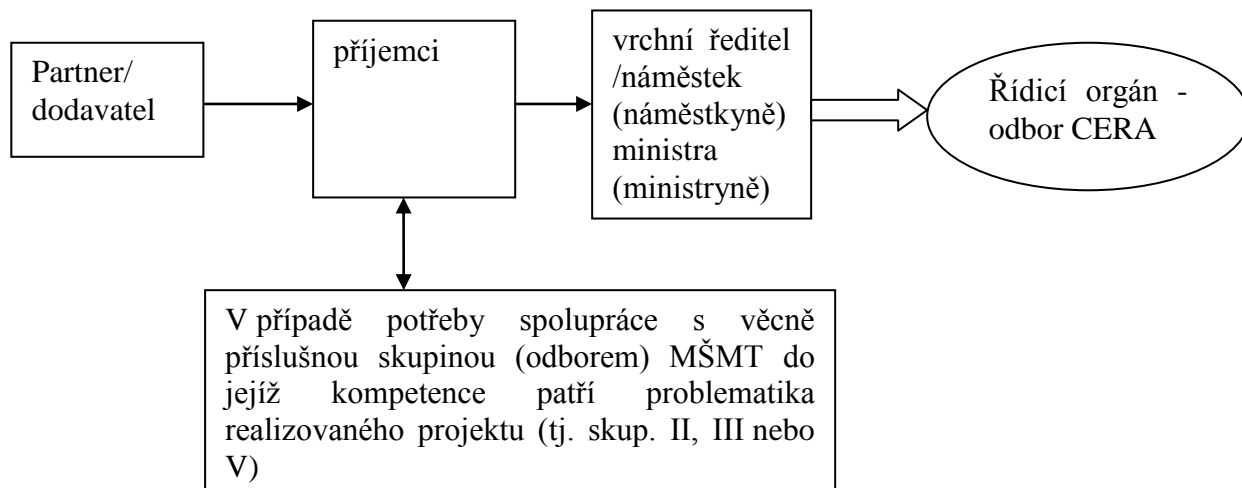 Partner/
dodavatel
příjemci
vrchní ředitel
/náměstek
(náměstkyně)
ministra
(ministryně)
Řídicí orgán -
odbor CERA
V případě potřeby spolupráce s věcně
příslušnou skupinou (odborem) MŠMT do
jejíž kompetence patří problematika
realizovaného projektu (tj. skup. II, III nebo
V)